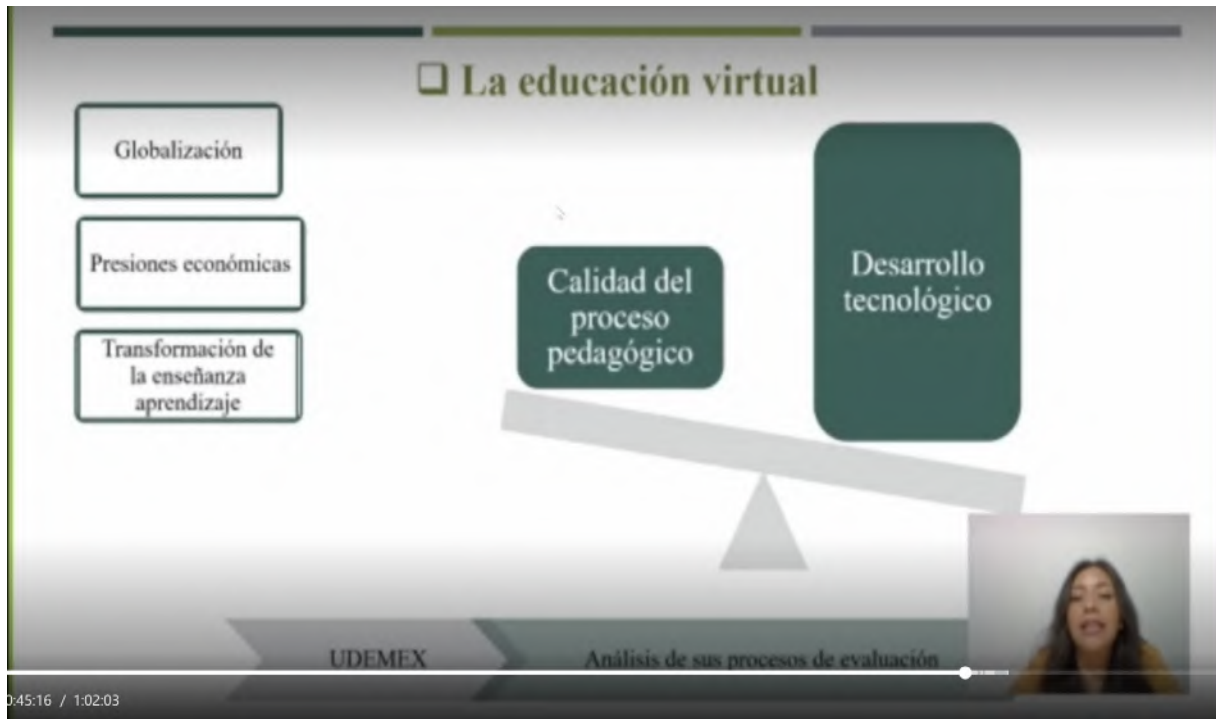 ❑ La educación virtual
Globalización
Presiones económicas
Transformación de
la enseñanza
aprendizaje
Calidad del
proceso
pedagógico
Desarrollo
tecnológico
UDEMEX
Análisis de sus procesos de evaluación
0:45:16 / 1:02:03